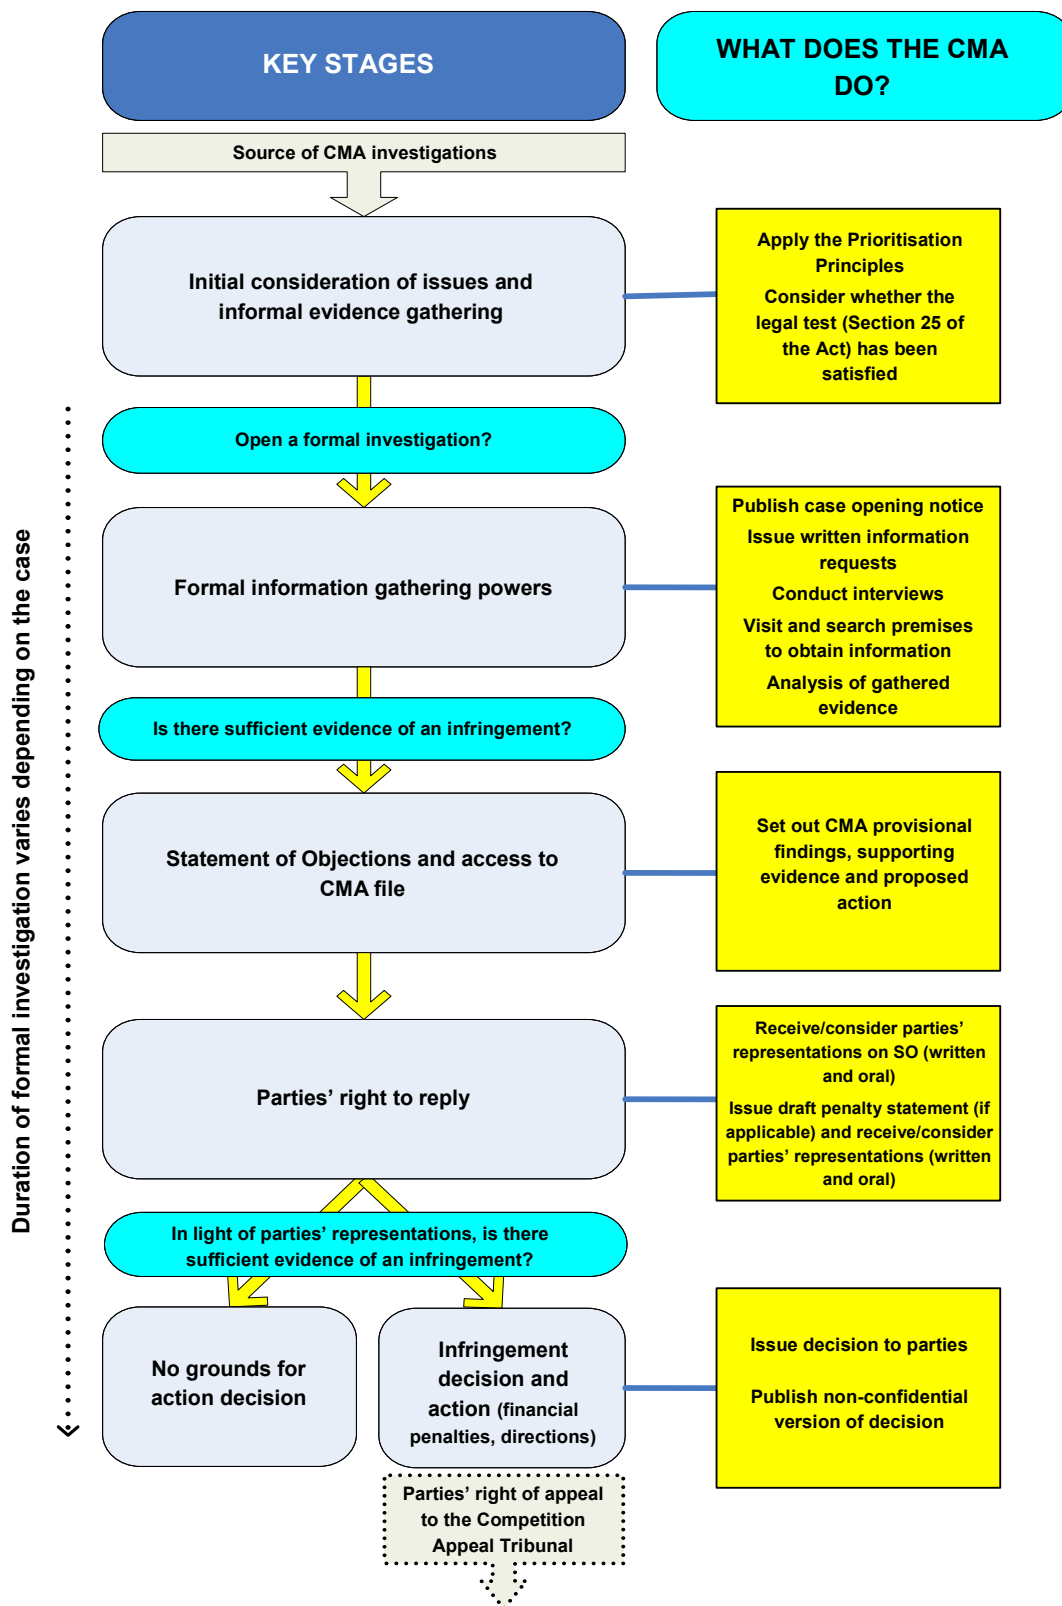 KEY STAGES
WHAT DOES THE CMA
DO?
Source of CMA investigations
Initial consideration of issues and
informal evidence gathering
Apply the Prioritisation
Principles
Consider whether the
legal test (Section 25 of
the Act) has been
satisfied
Open a formal investigation?
Duration of formal investigation varies depending on the case
Formal information gathering powers
Publish case opening notice
Issue written information
requests
Conduct interviews
Visit and search premises
to obtain information
Analysis of gathered
evidence
Is there sufficient evidence of an infringement?
Statement of Objections and access to
CMA file
Set out CMA provisional
findings, supporting
evidence and proposed
action
Parties’ right to reply
Receive/consider parties’
representations on SO (written
and oral)
Issue draft penalty statement (if
applicable) and receive/consider
parties’ representations (written
and oral)
In light of parties’ representations, is there
sufficient evidence of an infringement?
No grounds for
action decision
Infringement
decision and
action (financial
penalties, directions)
Issue decision to parties
Publish non-confidential
version of decision
Parties’ right of appeal
to the Competition
Appeal Tribunal